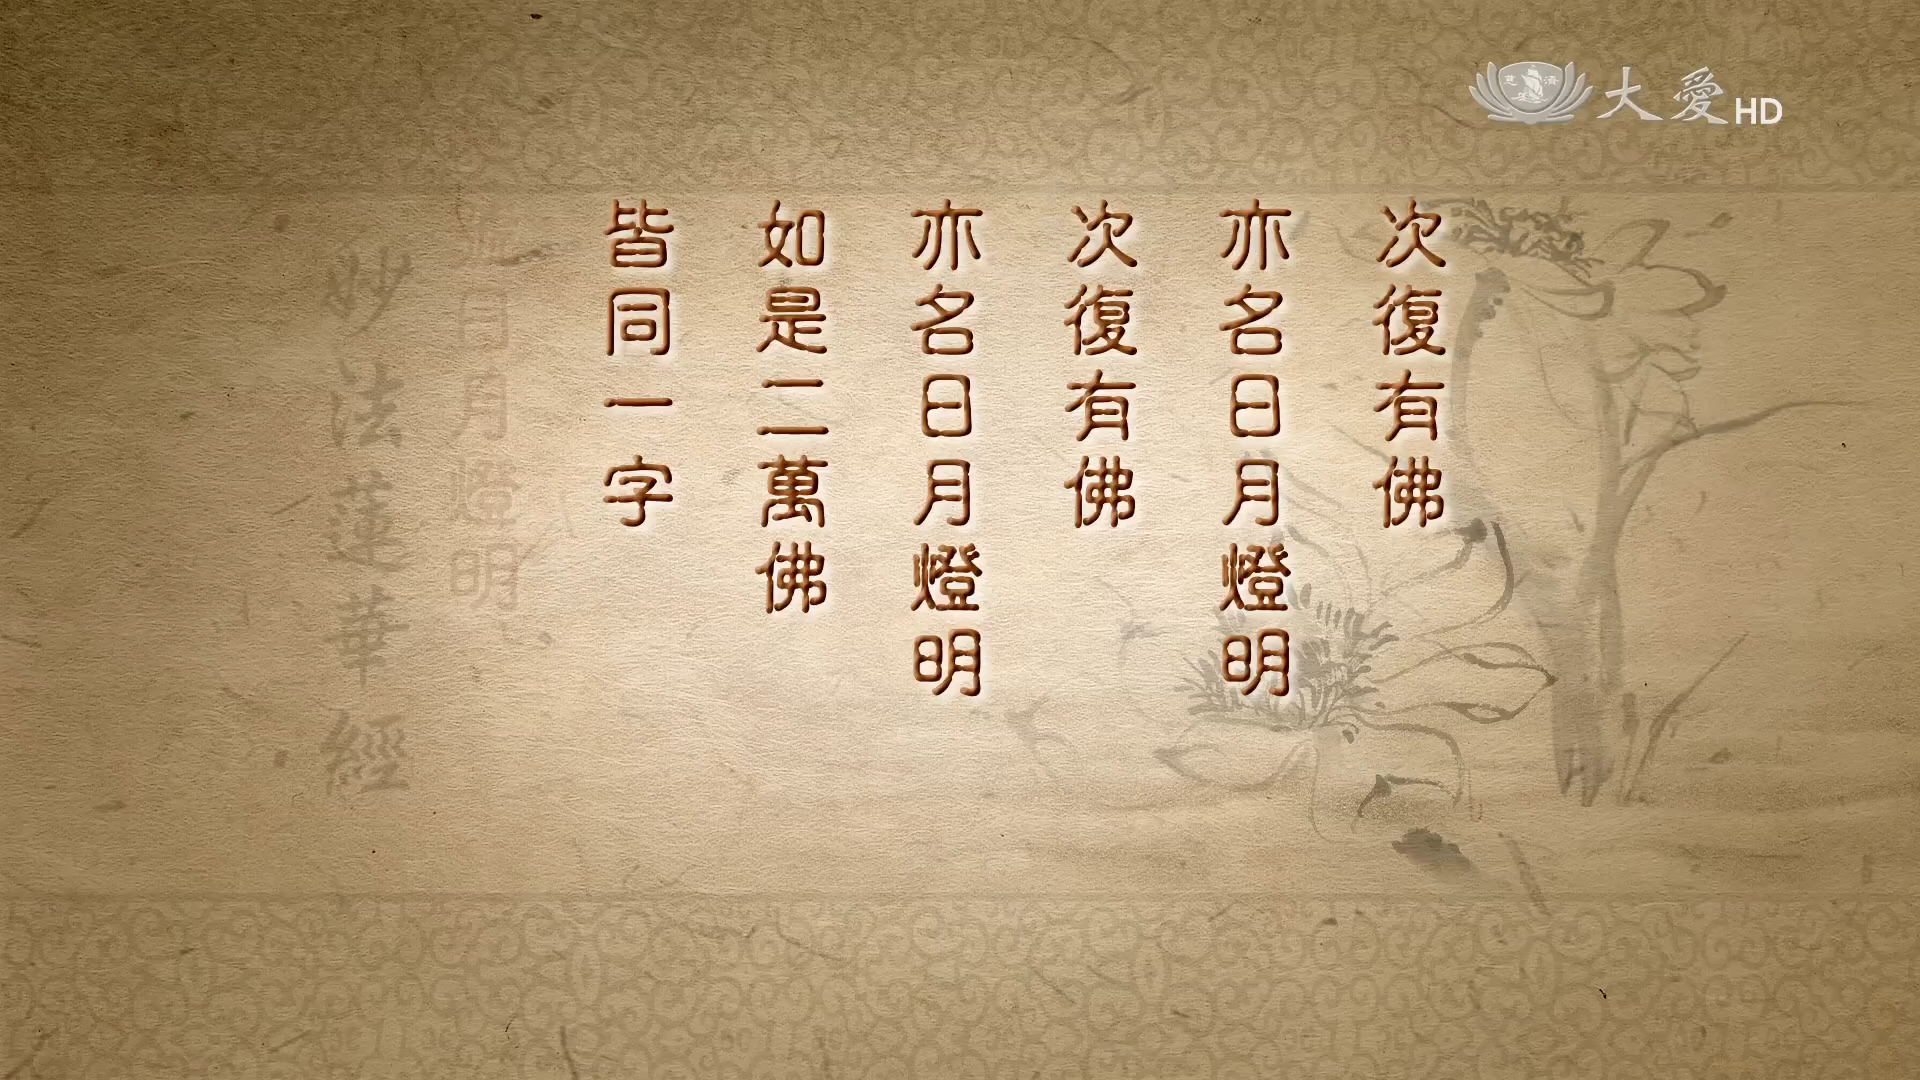 大愛HD
次復有佛
亦名日月燈明
次復有佛
亦名日月燈明
如是二萬佛
皆同一字
號日月燈明
妙法蓮華經